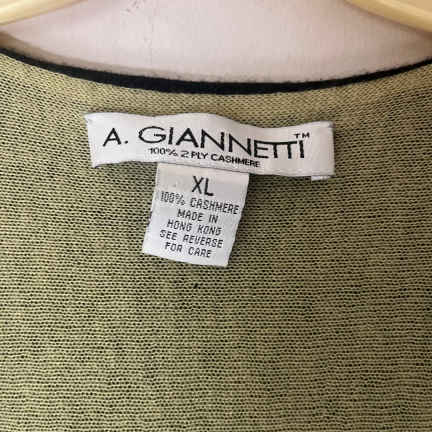 A. GIANNETTI™
100% 2 PLY CASHMERE
XL
100% CASHMERE
MADE IN
HONG KONG
SEE REVERSE
FOR CARE